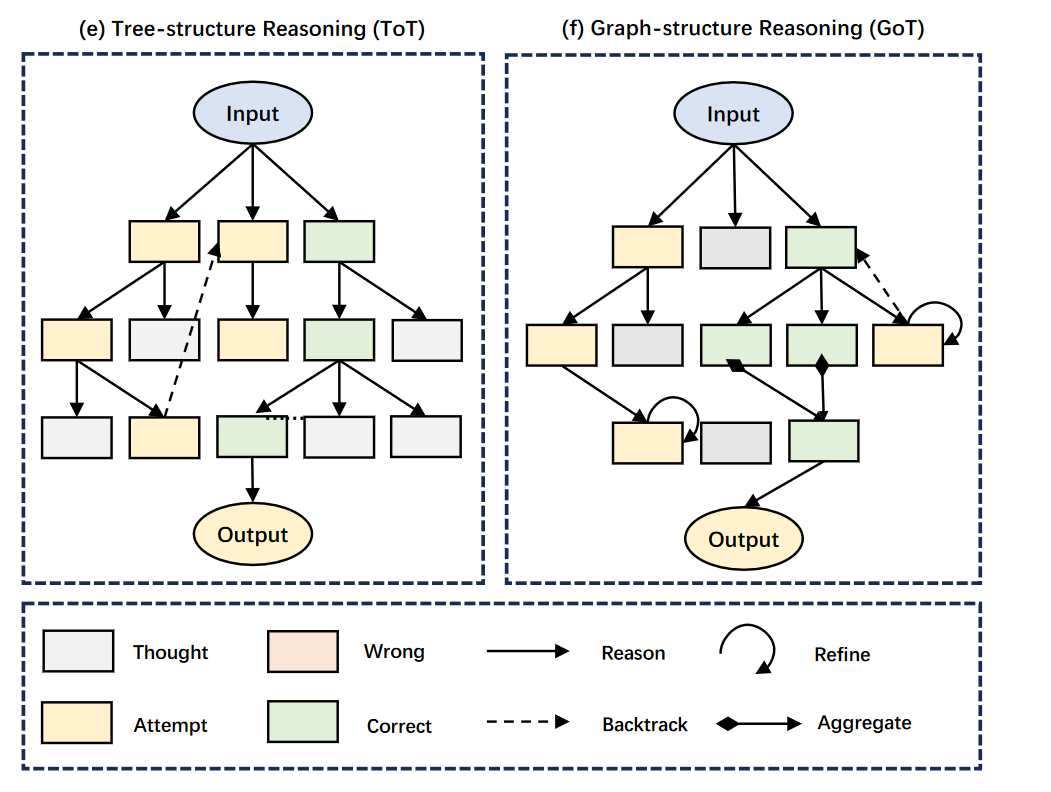 (e) Tree-structure Reasoning (ToT)
(f) Graph-structure Reasoning (GoT)
Input
Input
......
Output
Output
Thought
Wrong
Reason
Refine
Attempt
Correct
Backtrack
Aggregate